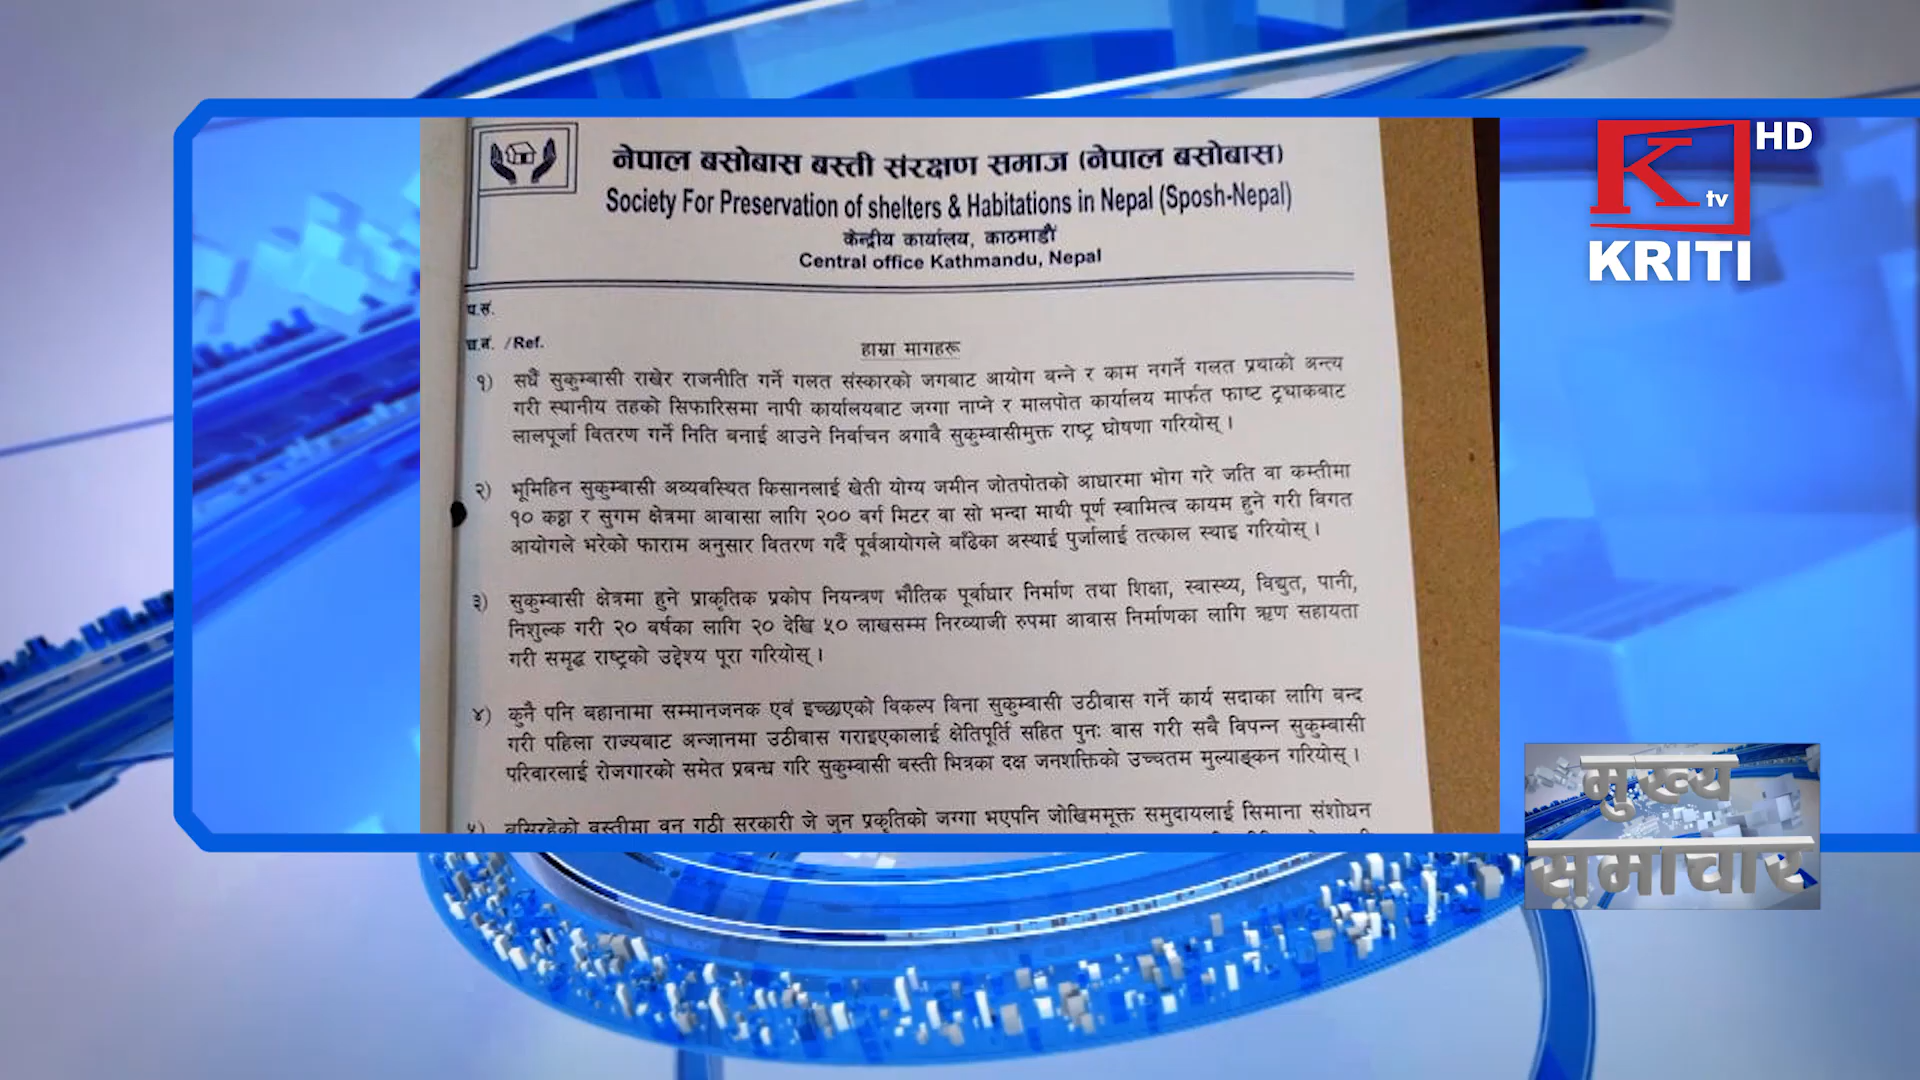 नेपाल बसोबास बस्ती संरक्षण समाज (नेपाल बसोबास)
Society For Preservation of shelters & Habitations in Nepal (Sposh-Nepal)
केन्द्रीय कार्यालय, काठमाडौं
Central office Kathmandu, Nepal
प.सं.
च.नं. /Ref.
हाम्रा मागहरू
१) सधैं सुकुम्बासी राखेर राजनीति गर्ने गलत संस्कारको जगबाट आयोग बन्ने र काम नगर्ने गलत प्रथाको अन्त्य
गरी स्थानीय तहको सिफारिसमा नापी कार्यालयबाट जग्गा नाप्ने र मालपोत कार्यालय मार्फत फाष्ट ट्र्याकबाट
लालपूर्जा वितरण गर्ने निति बनाई आउने निर्वाचन अगावै सुकुम्वासीमुक्त राष्ट्र घोषणा गरियोस् ।
२) भूमिहिन सुकुम्बासी अव्यवस्थित किसानलाई खेती योग्य जमीन जोतपोतको आधारमा भोग गरे जति वा कम्तीमा
१० कठ्ठा र सुगम क्षेत्रमा आवासा लागि २०० वर्ग मिटर वा सो भन्दा माथी पूर्ण स्वामित्व कायम हुने गरी विगत
आयोगले भरेको फाराम अनुसार वितरण गर्दै पूर्वआयोगले बाँढेका अस्थाई पुर्जालाई तत्काल स्थाइ गरियोस् ।
३) सुकुम्वासी क्षेत्रमा हुने प्राकृतिक प्रकोप नियन्त्रण भौतिक पूर्वाधार निर्माण तथा शिक्षा, स्वास्थ्य, विद्युत, पानी,
निशुल्क गरी २० वर्षका लागि २० देखि ५० लाखसम्म निरव्याजी रुपमा आवास निर्माणका लागि ऋण सहायता
गरी समृद्ध राष्ट्रको उद्देश्य पूरा गरियोस् ।
४) कुनै पनि बहानामा सम्मानजनक एवं इच्छाएको विकल्प विना सुकुम्वासी उठीवास गर्ने कार्य सदाका लागि बन्द
गरी पहिला राज्यबाट अन्जानमा उठीवास गराइएकालाई क्षेतिपूर्ति सहित पुनः वास गरी सबै विपन्न सुकुम्वासी
परिवारलाई रोजगारको समेत प्रबन्ध गरि सुकुम्वासी बस्ती भित्रका दक्ष जनशक्तिको उच्चतम मुल्याङ्कन गरियोस् ।
५) बसिरहेको वस्तीमा वन गुठी सरकारी जे जुन प्रकृतिको जग्गा भएपनि जोखिममूक्त समुदायलाई सिमाना संशोधन
K tv HD
KRITI
मुख्य
समाचार